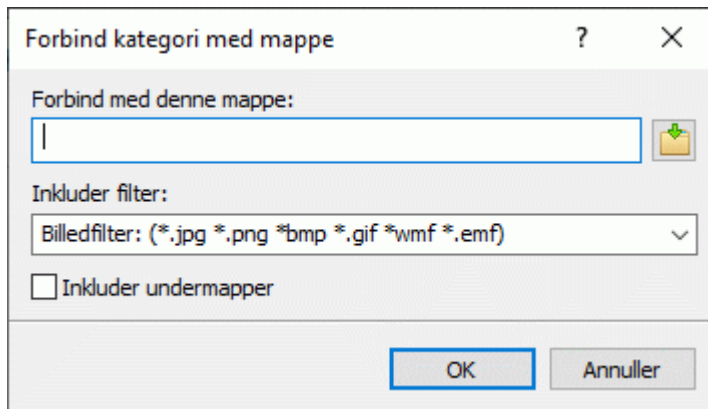 Forbind kategori med mappe ?
Forbind med denne mappe:
Inkluder filter:
Billedfilter: (*.jpg *.png *bmp *.gif *wmf *.emf)
Inkluder undermapper
OK Annuller